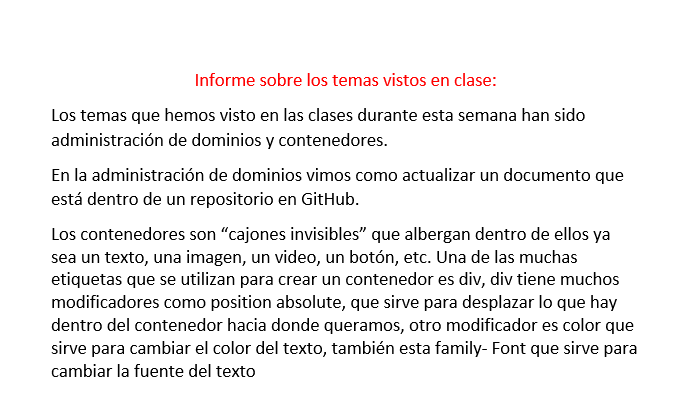 Informe sobre los temas vistos en clase:
Los temas que hemos visto en las clases durante esta semana han sido
administración de dominios y contenedores.
En la administración de dominios vimos como actualizar un documento que
está dentro de un repositorio en GitHub.
Los contenedores son “cajones invisibles” que albergan dentro de ellos ya
sea un texto, una imagen, un video, un botón, etc. Una de las muchas
etiquetas que se utilizan para crear un contenedor es div, div tiene muchos
modificadores como position absolute, que sirve para desplazar lo que hay
dentro del contenedor hacia donde queramos, otro modificador es color que
sirve para cambiar el color del texto, también esta family- Font que sirve para
cambiar la fuente del texto